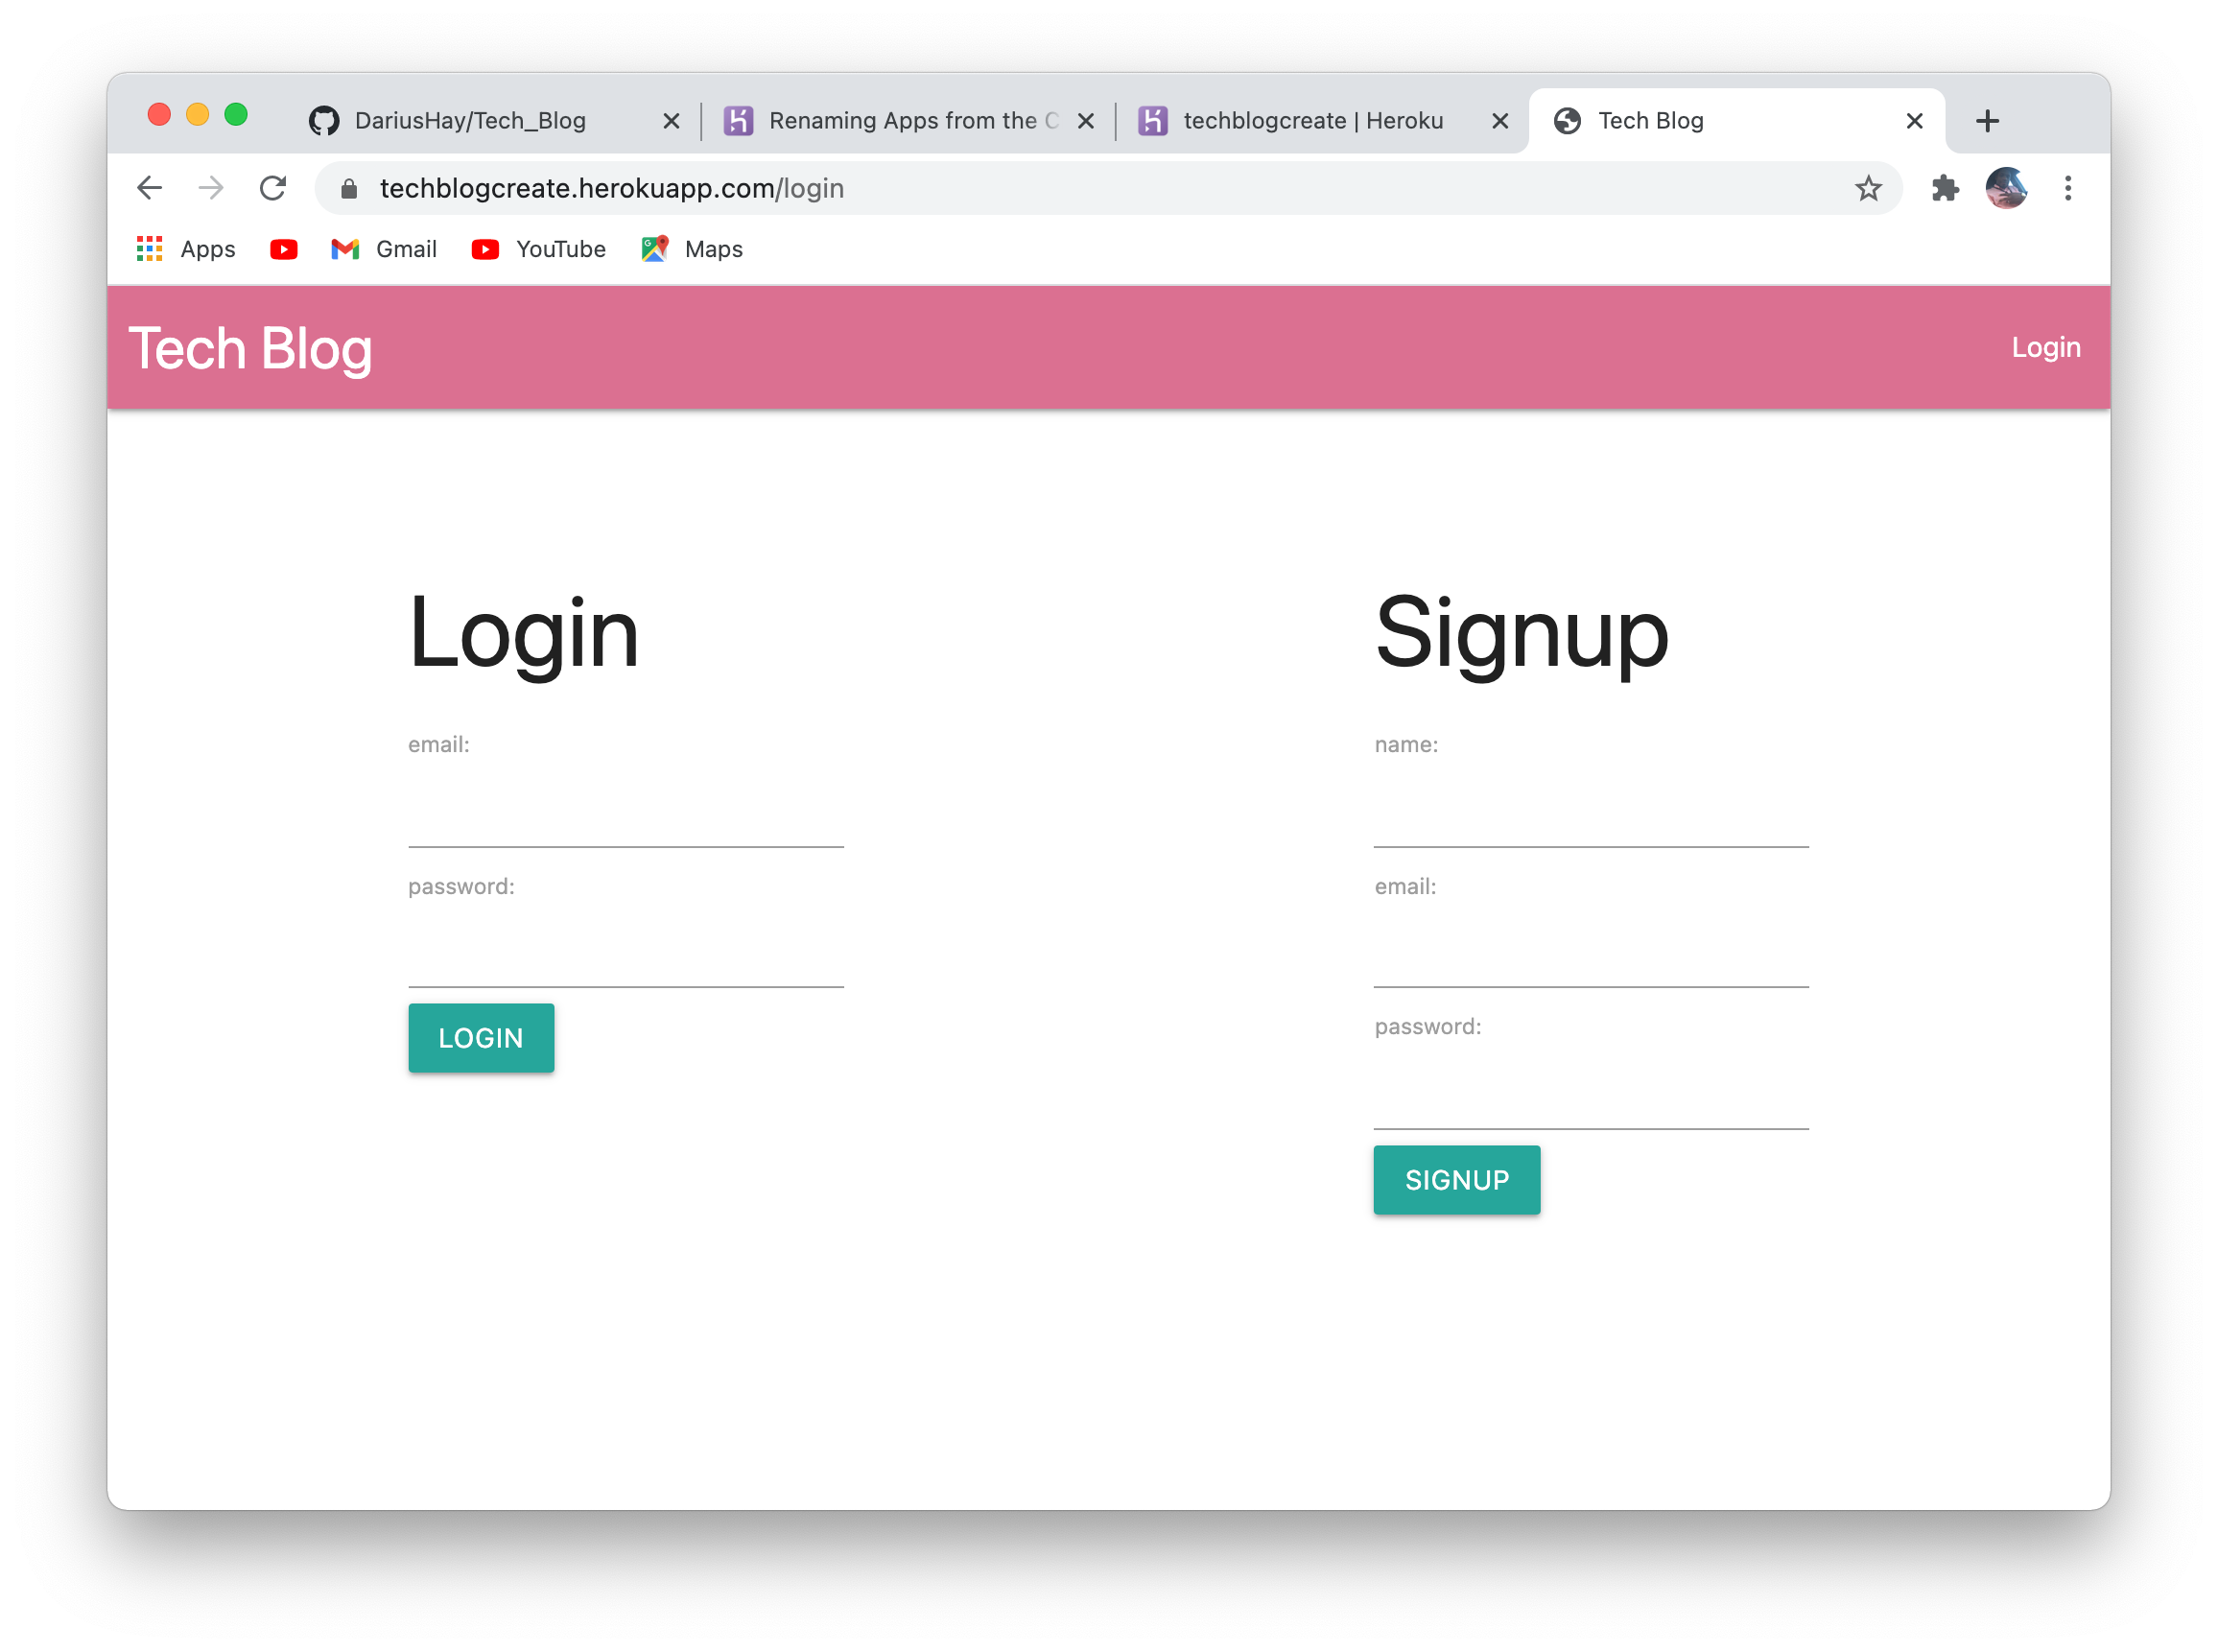 DariusHay/Tech_Blog
Renaming Apps from the C
techblogcreate | Heroku
Tech Blog
techblogcreate.herokuapp.com/login
Apps
Gmail
YouTube
Maps
Tech Blog
Login
Login
email:
password:
LOGIN
Signup
name:
email:
password:
SIGNUP